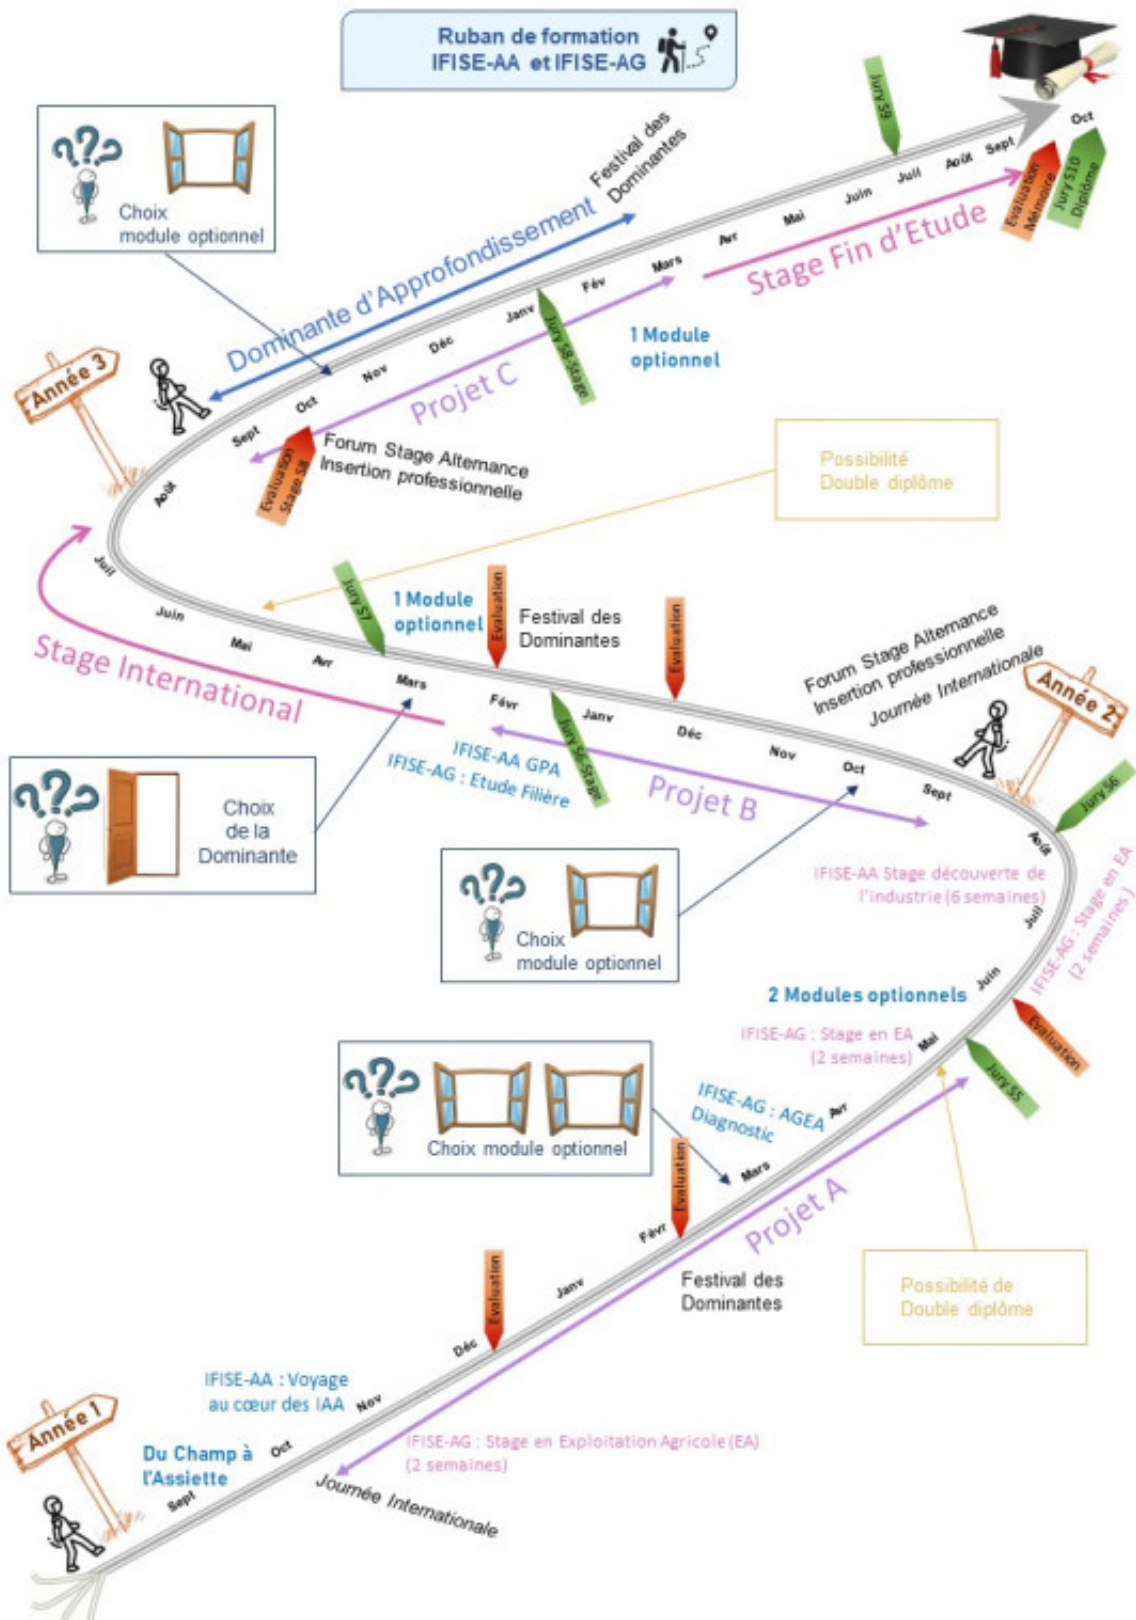 Ruban de formation
IFISE-AA et IFISE-AG
Jury S9
Oct
Sept
Août
Juil
Juin
Mai
Avr
Mars
Fév
Janv
Déc
Nov
Oct
Sept
Août
Evaluation
Mémoire
Jury S10
Diplôme
Festival des
Dominantes
Choix
module optionnel
Dominante d'Approfondissement
Stage Fin d'Etude
1 Module
optionnel
Jury S8-Stage
Projet C
Année 3
Evaluation
Stage S8
Forum Stage Alternance
Insertion professionnelle
Possibilité
Double diplôme
Juil
Juin
Mai
Avr
Mars
Févr
Janv
Déc
Nov
Oct
Sept
Août
Jury S7
1 Module
optionnel
Evaluation
Festival des
Dominantes
Evaluation
Forum Stage Alternance
Insertion professionnelle
Journée Internationale
Année 2
Stage International
IFISE-AA GPA
IFISE-AG : Etude Filière
Jury S6-Stage
Projet B
Jury S6
Choix
de la
Dominante
Choix
module optionnel
IFISE-AA Stage découverte de
l'industrie (6 semaines)
IFISE-AG : Stage en EA
(2 semaines )
Juil
Juin
2 Modules optionnels
Evaluation
IFISE-AG : Stage en EA
(2 semaines)
Mai
Jury S5
Choix module optionnel
IFISE-AG : AGEA
Diagnostic
Avr
Mars
Evaluation
Projet A
Févr
Festival des
Dominantes
Possibilité de
Double diplôme
Janv
Evaluation
Déc
IFISE-AA : Voyage
au cœur des IAA
Nov
Année 1
Du Champ à
l'Assiette
Oct
IFISE-AG : Stage en Exploitation Agricole (EA)
(2 semaines)
Sept
Journée Internationale